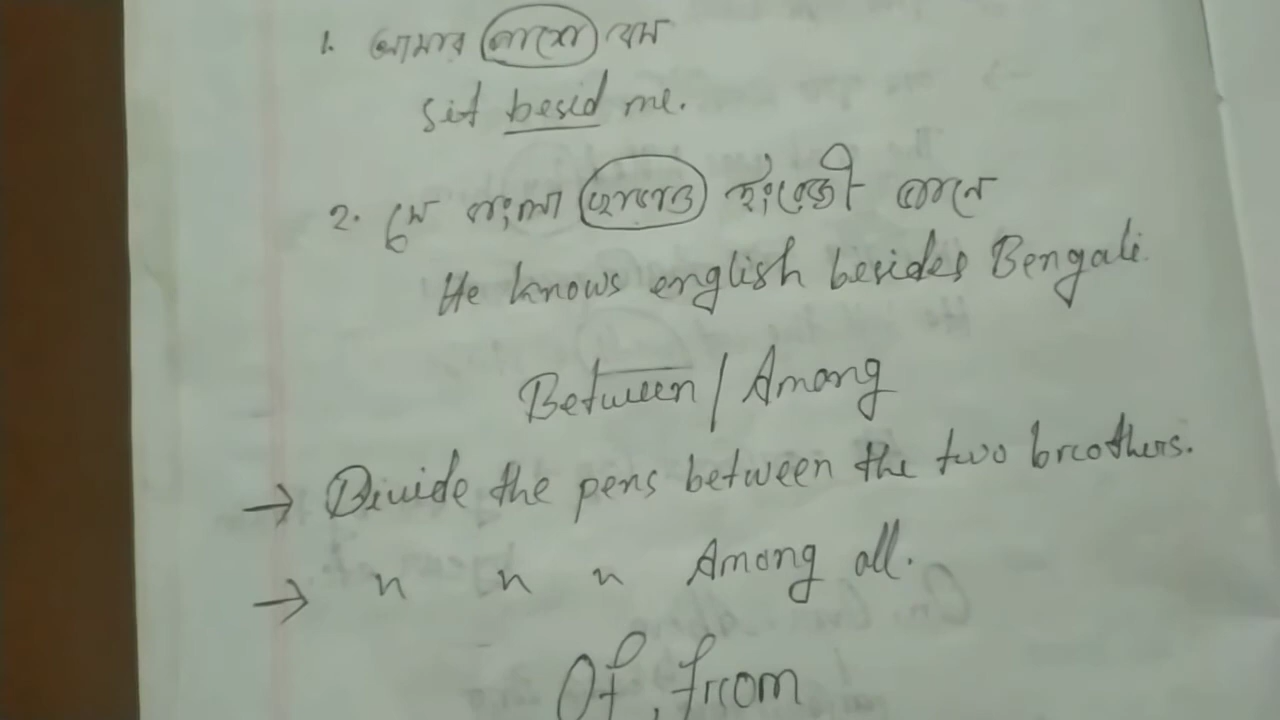 1. আমার পাশে বস
Sit besid me.
2. সে বাংলা ছাড়াও ইংরেজী জানে
He knows english besides Bengali.
Between / Among
→ Divide the pens between the two brothers.
→ " " " Among all.
Of, from